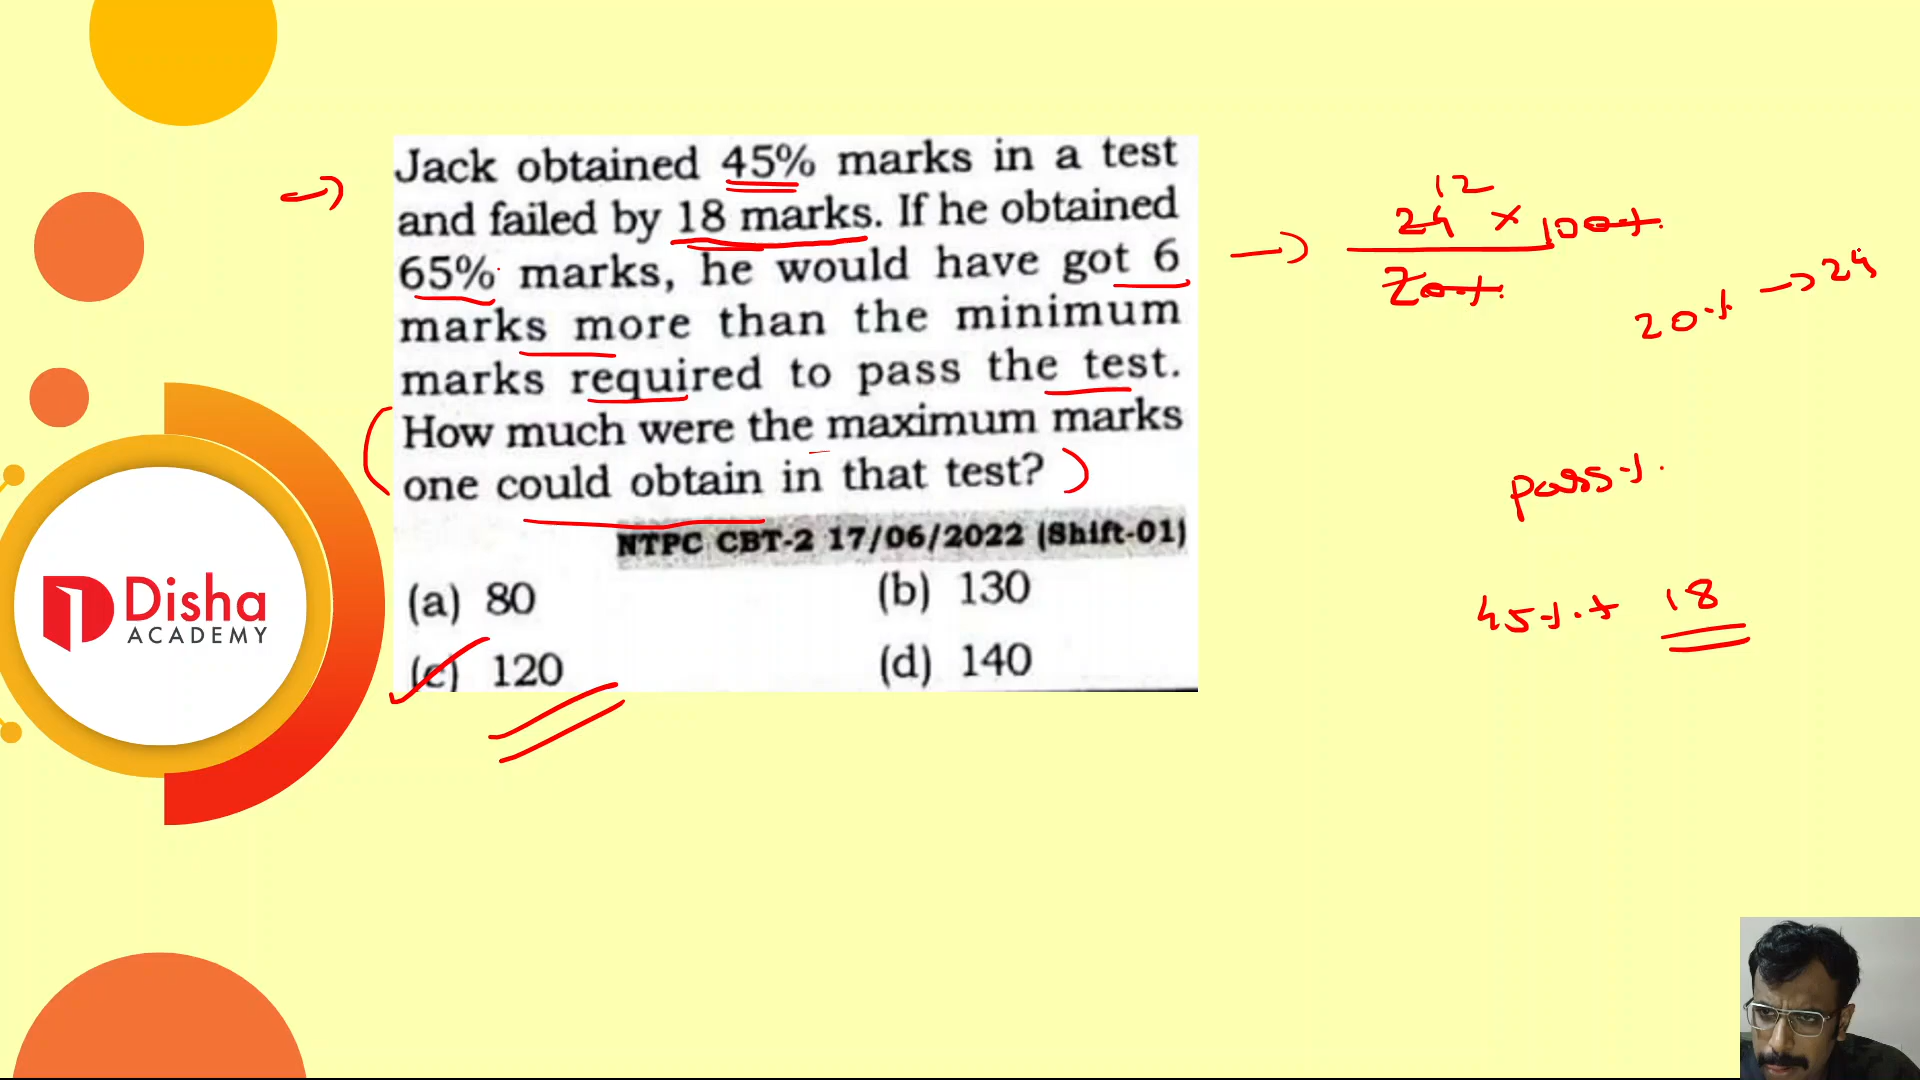 Jack obtained 45% marks in a test
and failed by 18 marks. If he obtained
65% marks, he would have got 6
marks more than the minimum
marks required to pass the test.
How much were the maximum marks
one could obtain in that test?
NTPC CBT-2 17/06/2022 (Shift-01)
(a) 80 (b) 130
(c) 120 (d) 140
Disha
ACADEMY
12
24 × 100%
20%
20% → 24
pass%
45% + 18